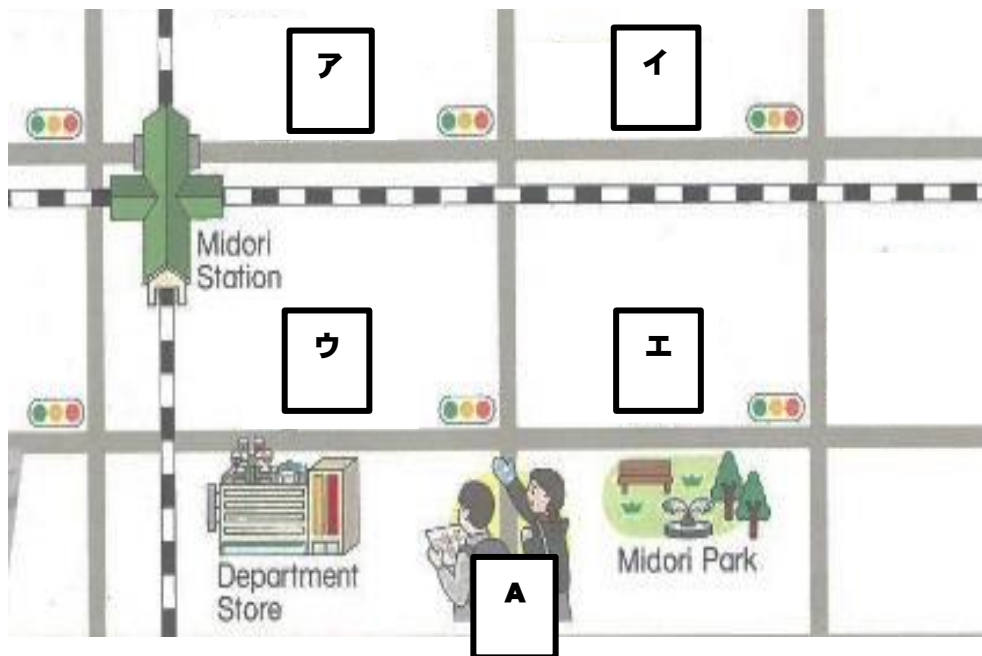 ア
イ
Midori
Station
ウ
エ
Department
Store
A
Midori Park